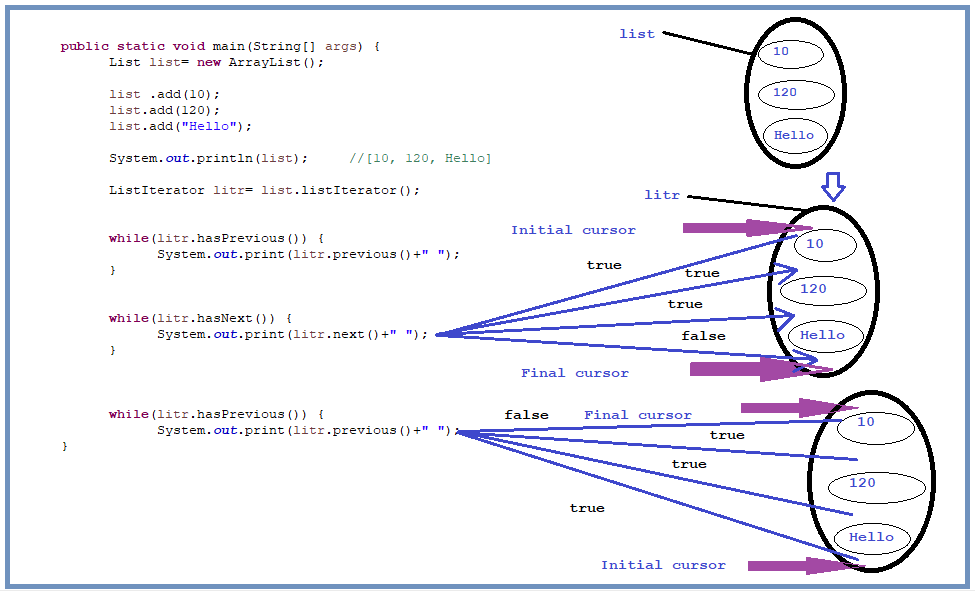 public static void main(String[] args) {
List list= new ArrayList();
list .add(10);
list.add(120);
list.add("Hello");
System.out.println(list); //[10, 120, Hello]
ListIterator litr= list.listIterator();
while(litr.hasPrevious()) {
System.out.print(litr.previous()+" ");
}
while(litr.hasNext()) {
System.out.print(litr.next()+" ");
}
while(litr.hasPrevious()) {
System.out.print(litr.previous()+" ");
}
list
10
120
Hello
litr
Initial cursor
10
true
true
120
true
false
Hello
Final cursor
false
Final cursor
10
true
true
120
true
Hello
Initial cursor